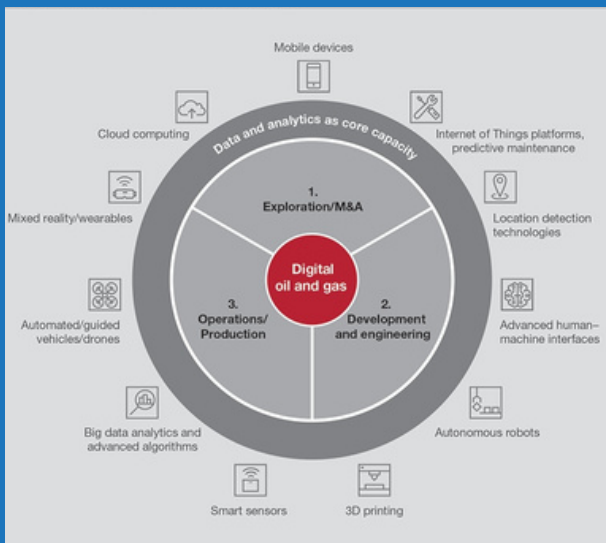 Mobile devices
Cloud computing
Internet of Things platforms,
predictive maintenance
Data and analytics as core capacity
Mixed reality/wearables
Location detection
technologies
1.
Exploration/M&A
Digital
oil and gas
3.
Operations/
Production
2.
Development
and engineering
Automated/guided
vehicles/drones
Advanced human–
machine interfaces
Big data analytics and
advanced algorithms
Autonomous robots
Smart sensors
3D printing